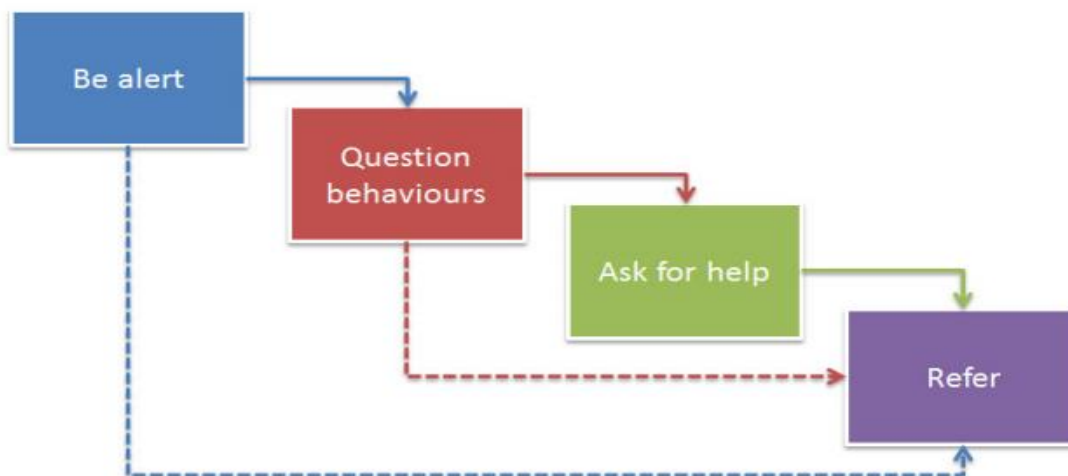 Be alert
Question
behaviours
Ask for help
Refer